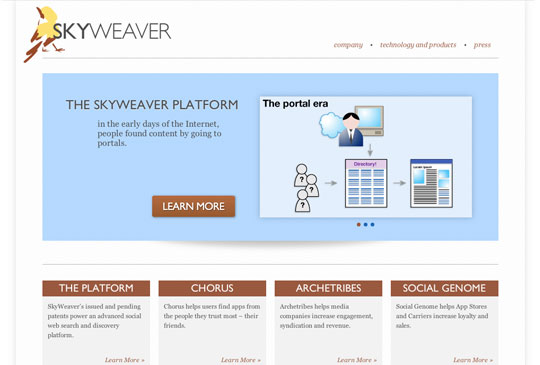 SKYWEAVER
company • technology and products • press
THE SKYWEAVER PLATFORM
in the early days of the Internet,
people found content by going to
portals.
LEARN MORE
The portal era
?
?
?
Directory!
Lorem Ipsum
THE PLATFORM
SkyWeaver's issued and pending
patents power an advanced social
web search and discovery
platform.
Learn More »
CHORUS
Chorus helps users find apps from
the people they trust most – their
friends.
Learn More »
ARCHETRIBES
Archetribes helps media
companies increase engagement,
syndication and revenue.
Learn More »
SOCIAL GENOME
Social Genome helps App Stores
and Carriers increase loyalty and
sales.
Learn More »